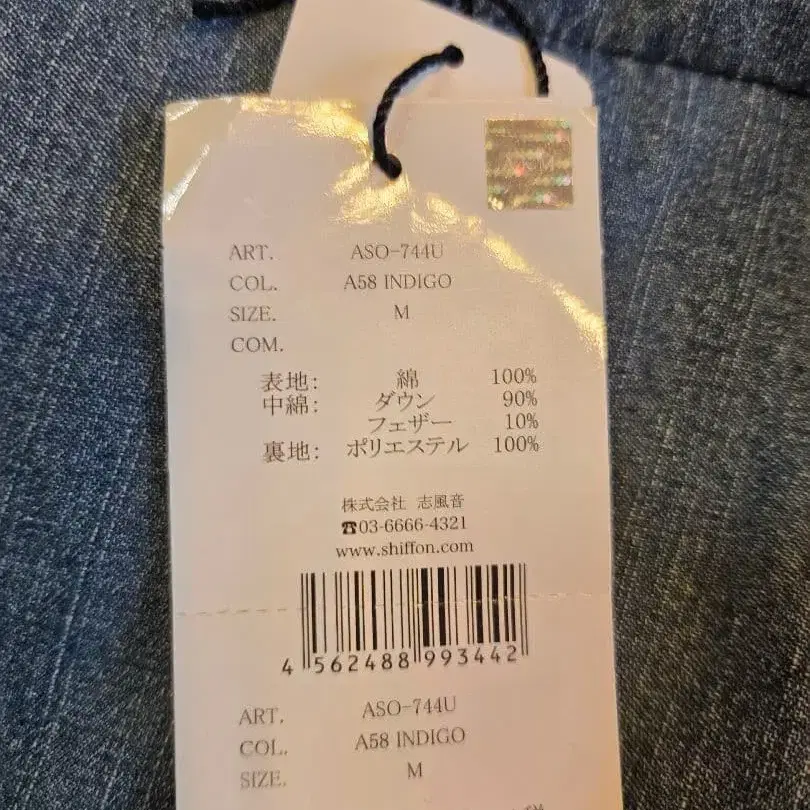 ART. ASO-744U
COL. A58 INDIGO
SIZE. M
COM.
表地: 綿 100%
中綿: ダウン 90%
フェザー 10%
裏地: ポリエステル 100%
株式会社 志風音
☎03-6666-4321
www.shiffon.com
4 562488 993442
ART. ASO-744U
COL. A58 INDIGO
SIZE. M